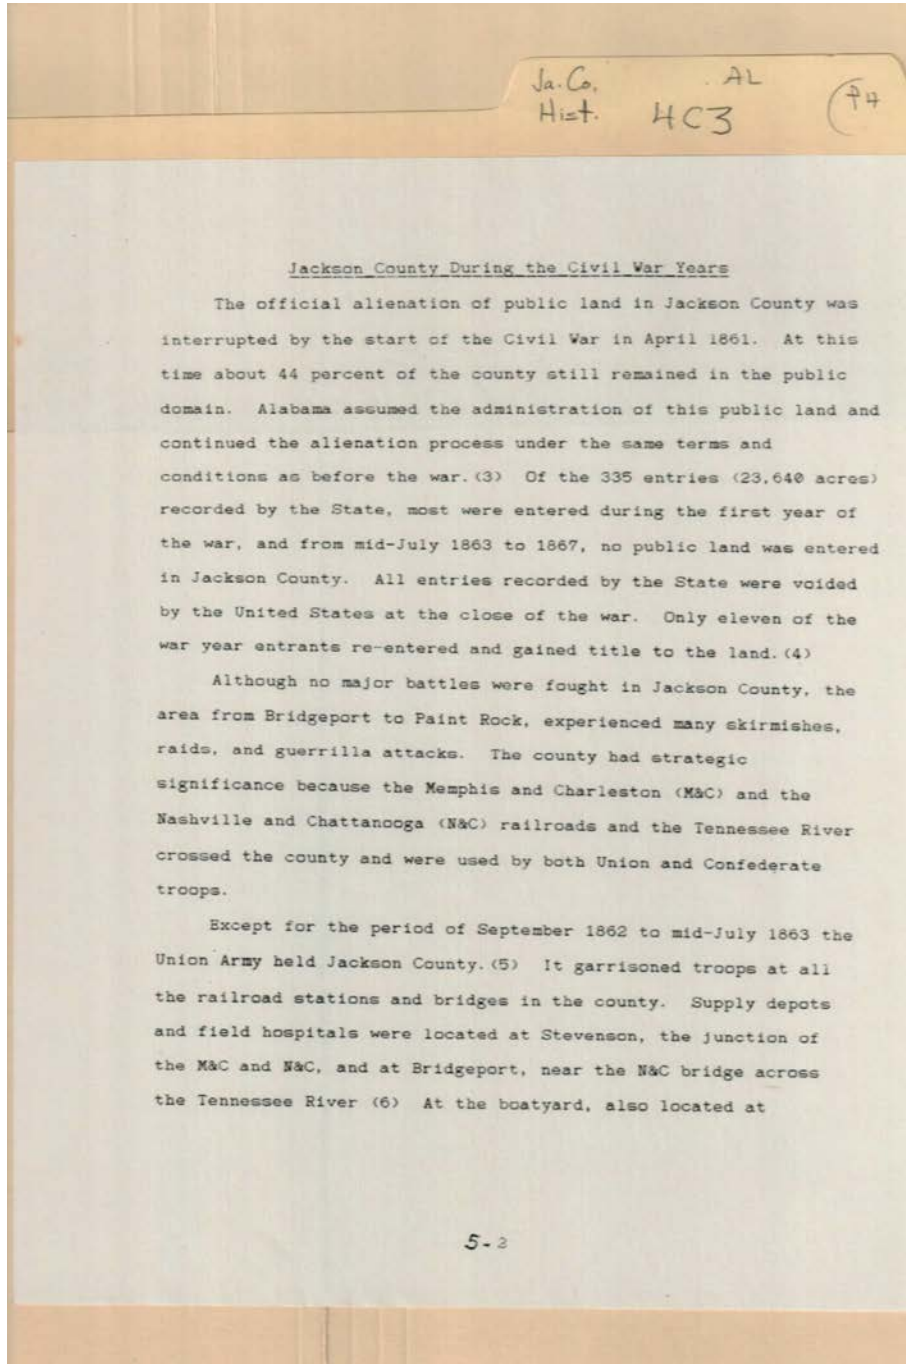 Ja. Co. AL
Hist. 4C3
Jackson County During the Civil War Years
The official alienation of public land in Jackson County was
interrupted by the start of the Civil War in April 1861. At this
time about 44 percent of the county still remained in the public
domain. Alabama assumed the administration of this public land and
continued the alienation process under the same terms and
conditions as before the war.(3) Of the 335 entries (23,640 acres)
recorded by the State, most were entered during the first year of
the war, and from mid-July 1863 to 1867, no public land was entered
in Jackson County. All entries recorded by the State were voided
by the United States at the close of the war. Only eleven of the
war year entrants re-entered and gained title to the land.(4)
Although no major battles were fought in Jackson County, the
area from Bridgeport to Paint Rock, experienced many skirmishes,
raids, and guerrilla attacks. The county had strategic
significance because the Memphis and Charleston (M&C) and the
Nashville and Chattanooga (N&C) railroads and the Tennessee River
crossed the county and were used by both Union and Confederate
troops.
Except for the period of September 1862 to mid-July 1863 the
Union Army held Jackson County.(5) It garrisoned troops at all
the railroad stations and bridges in the county. Supply depots
and field hospitals were located at Stevenson, the junction of
the M&C and N&C, and at Bridgeport, near the N&C bridge across
the Tennessee River (6) At the boatyard, also located at
5-2